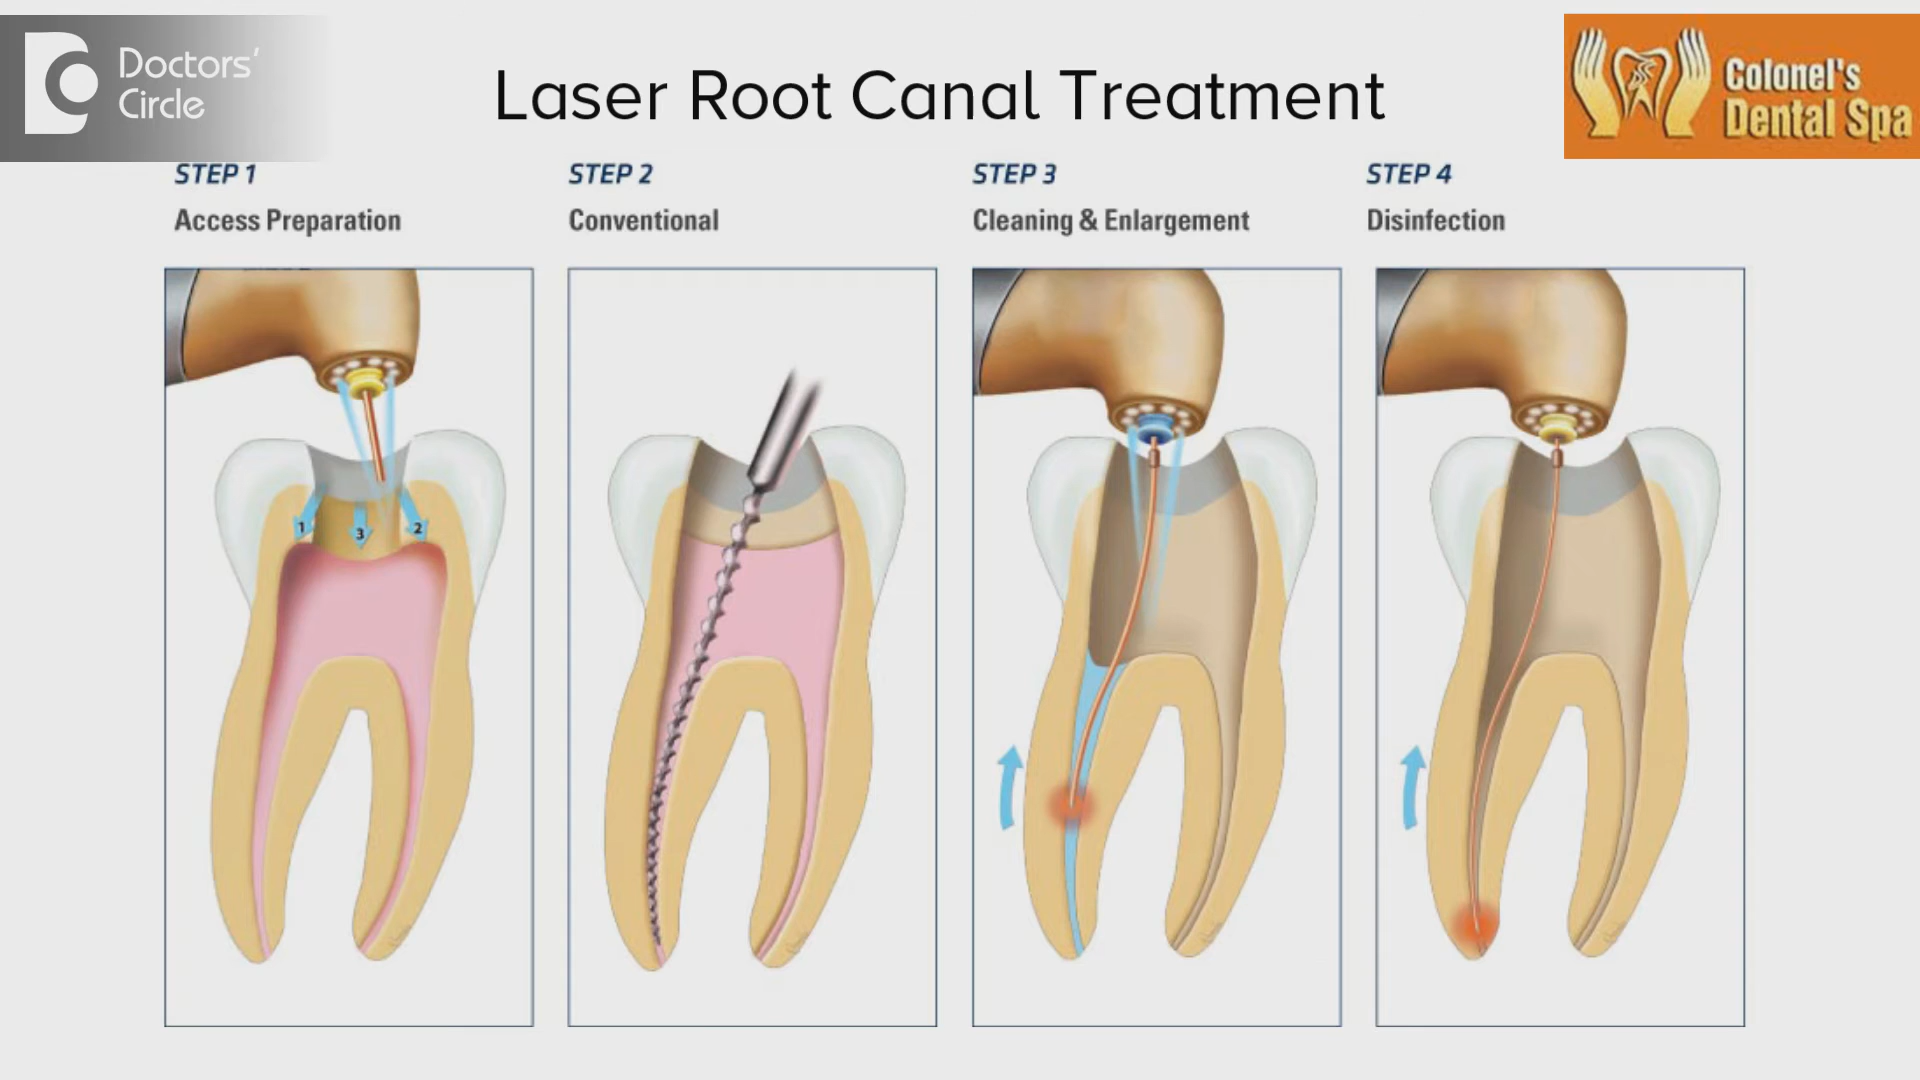 Doctors'
Circle
Laser Root Canal Treatment
Colonel's
Dental Spa
STEP 1
Access Preparation
STEP 2
Conventional
STEP 3
Cleaning & Enlargement
STEP 4
Disinfection
1
3
2